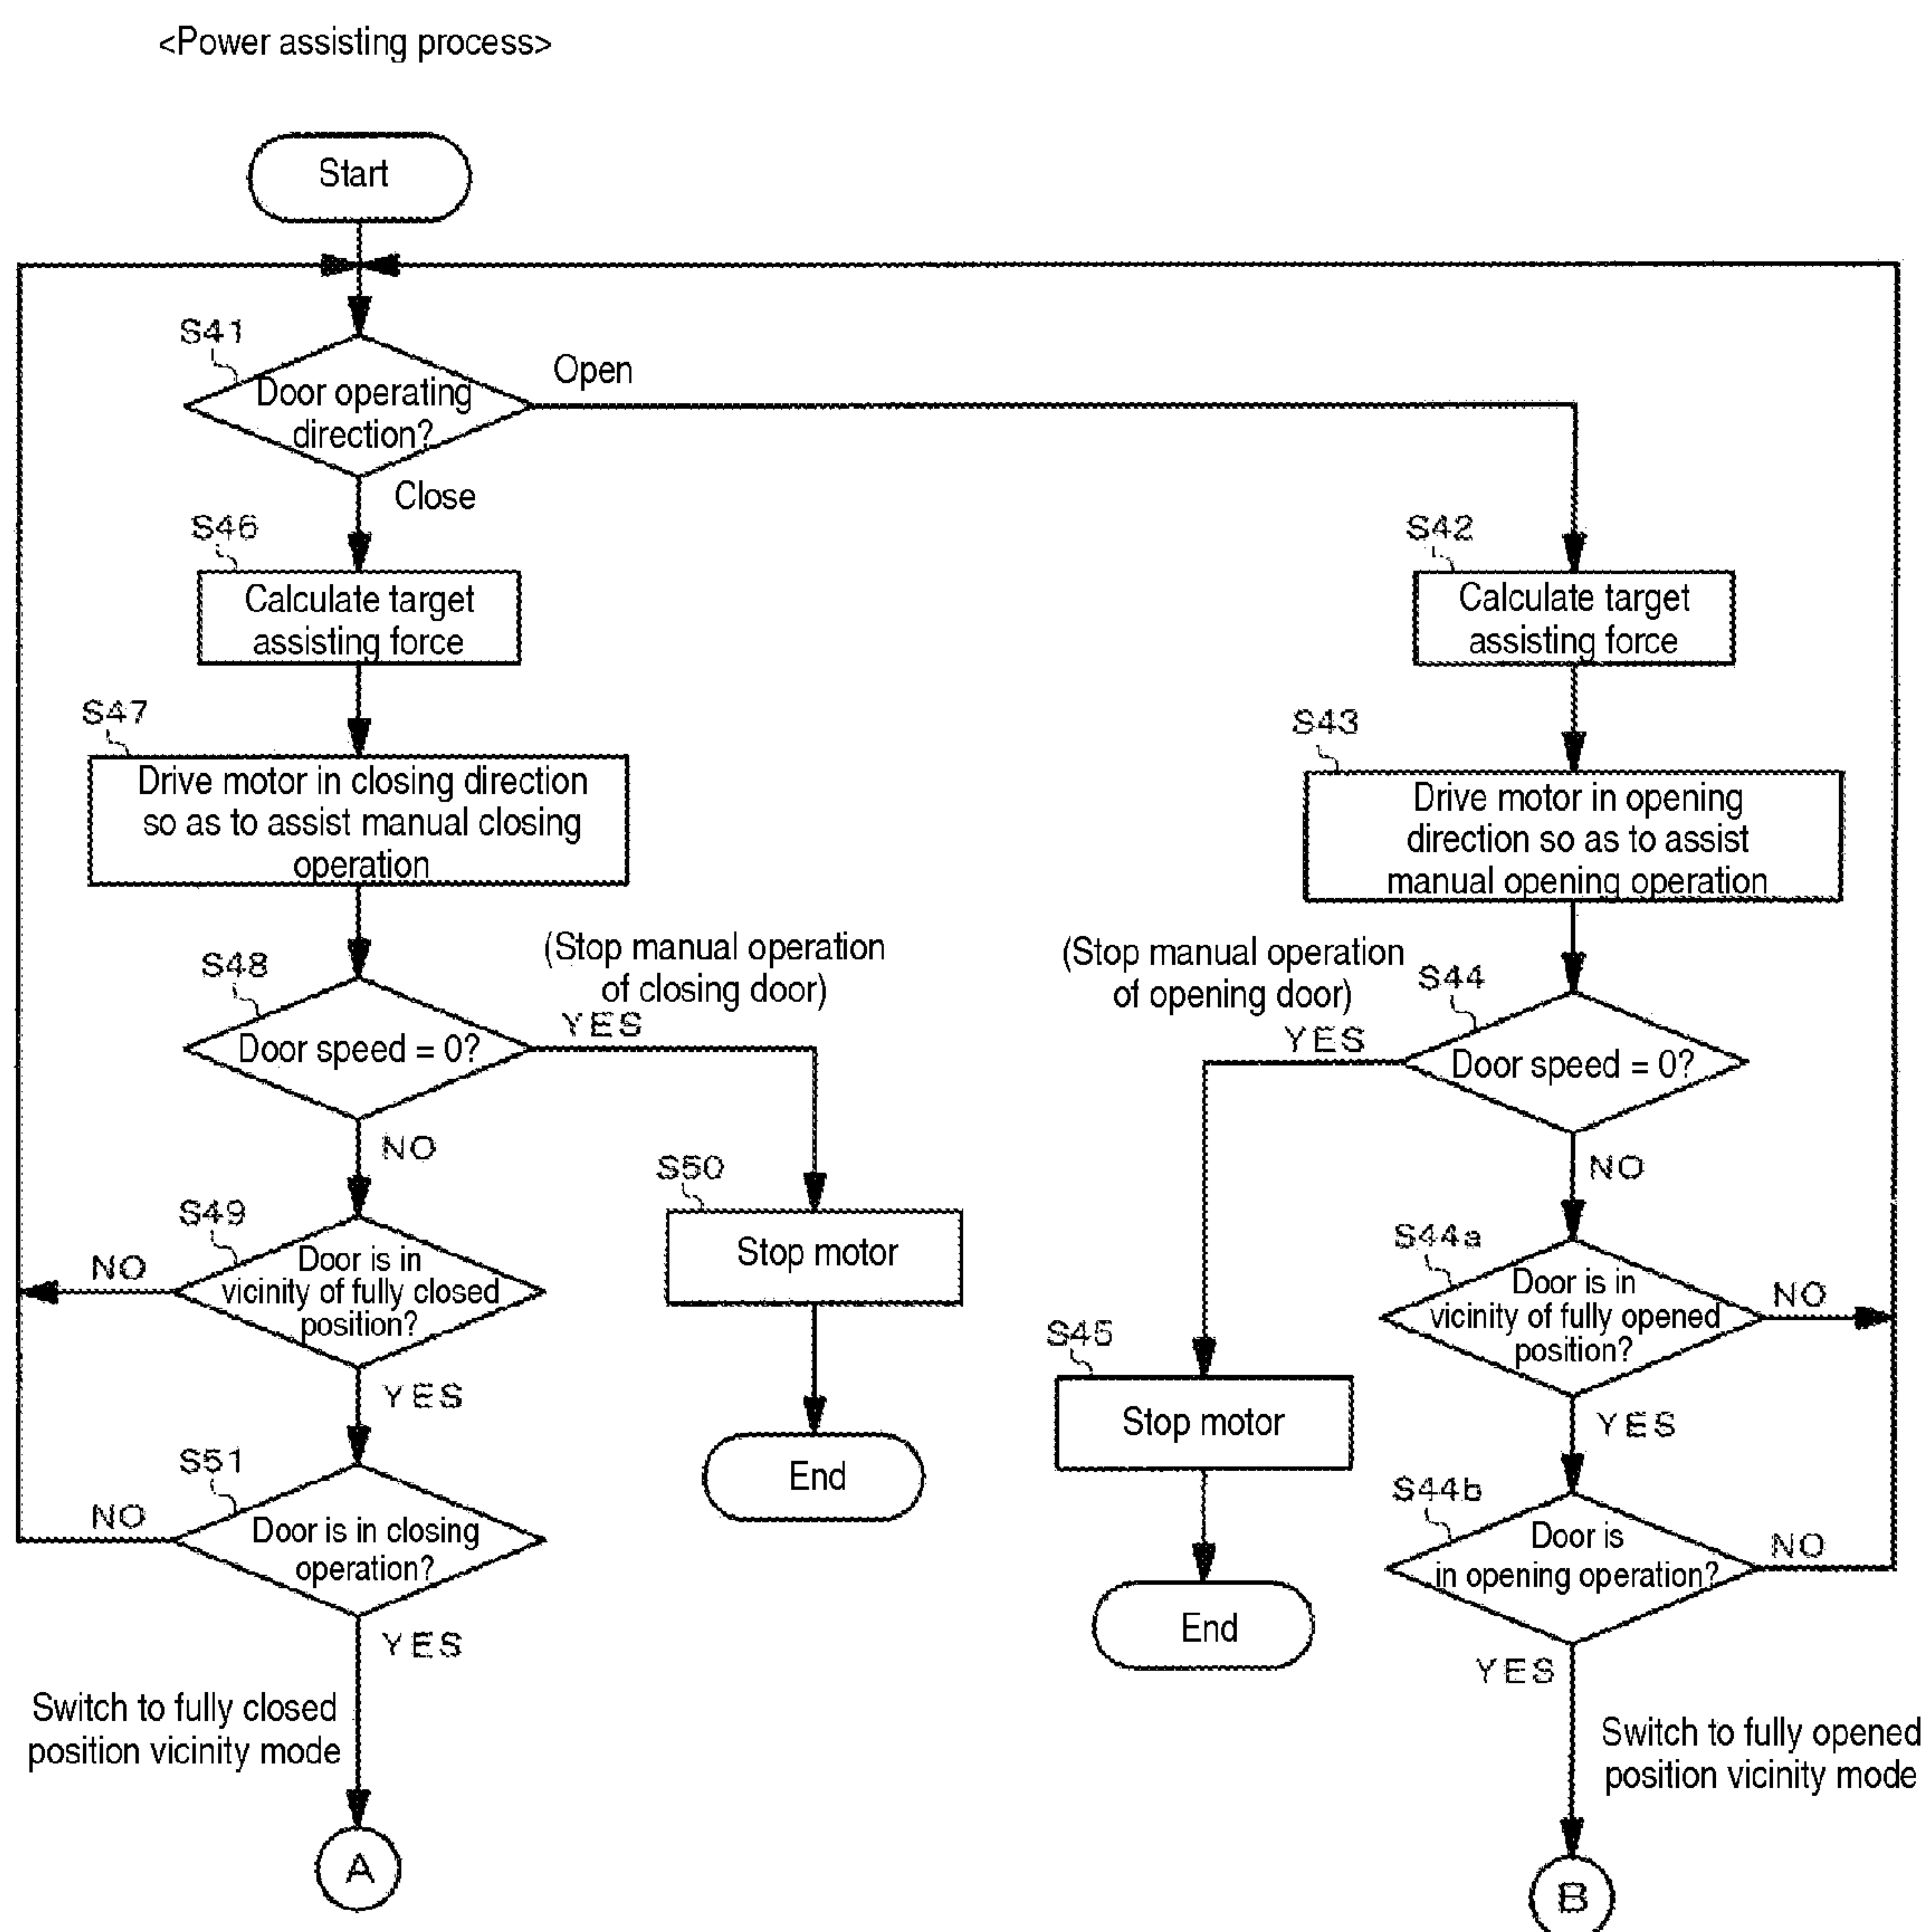 <Power assisting process>
Start
S41
Door operating
direction?
Open
Close
S46
Calculate target
assisting force
S42
Calculate target
assisting force
S47
Drive motor in closing direction
so as to assist manual closing
operation
S43
Drive motor in opening
direction so as to assist
manual opening operation
S48
Door speed = 0?
(Stop manual operation
of closing door)
YES
NO
(Stop manual operation
of opening door)
YES
S44
Door speed = 0?
NO
S49
Door is in
vicinity of fully closed
position?
NO
YES
S50
Stop motor
End
S44a
Door is in
vicinity of fully opened
position?
NO
YES
S45
Stop motor
End
S51
Door is in closing
operation?
NO
YES
S44b
Door is
in opening operation?
NO
YES
Switch to fully closed
position vicinity mode
A
Switch to fully opened
position vicinity mode
B